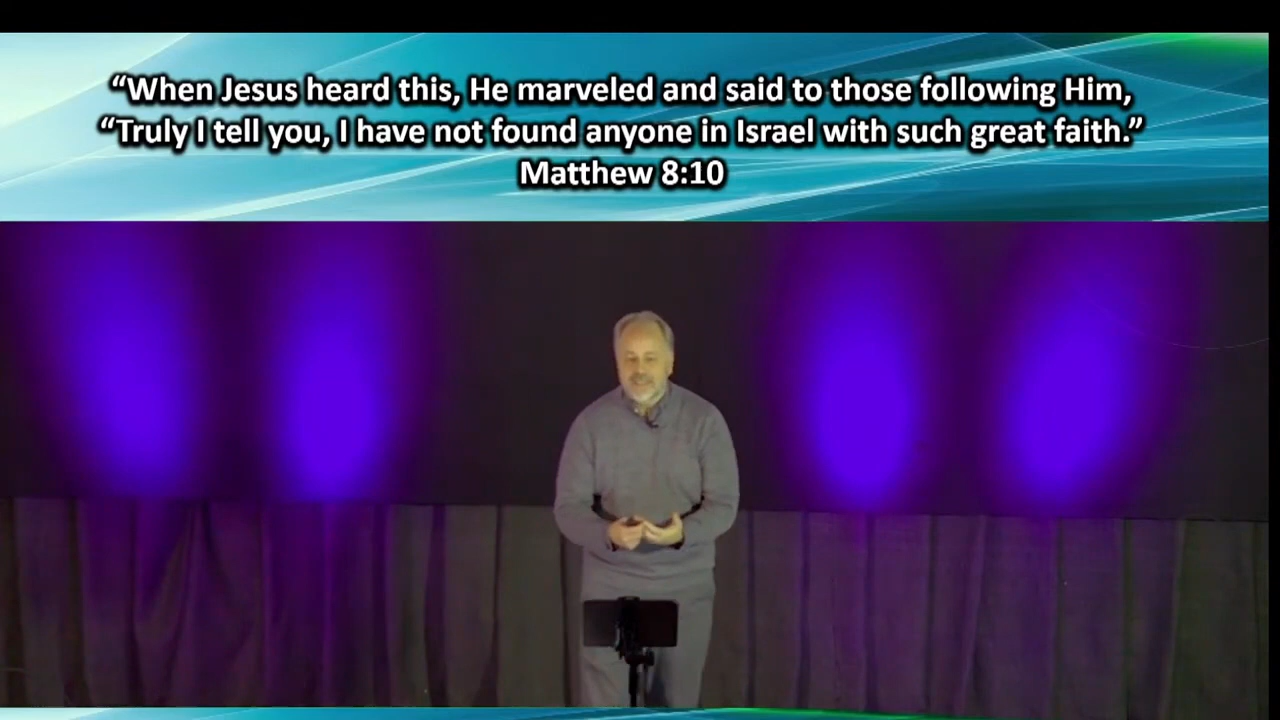 “When Jesus heard this, He marveled and said to those following Him,
“Truly I tell you, I have not found anyone in Israel with such great faith.”
Matthew 8:10